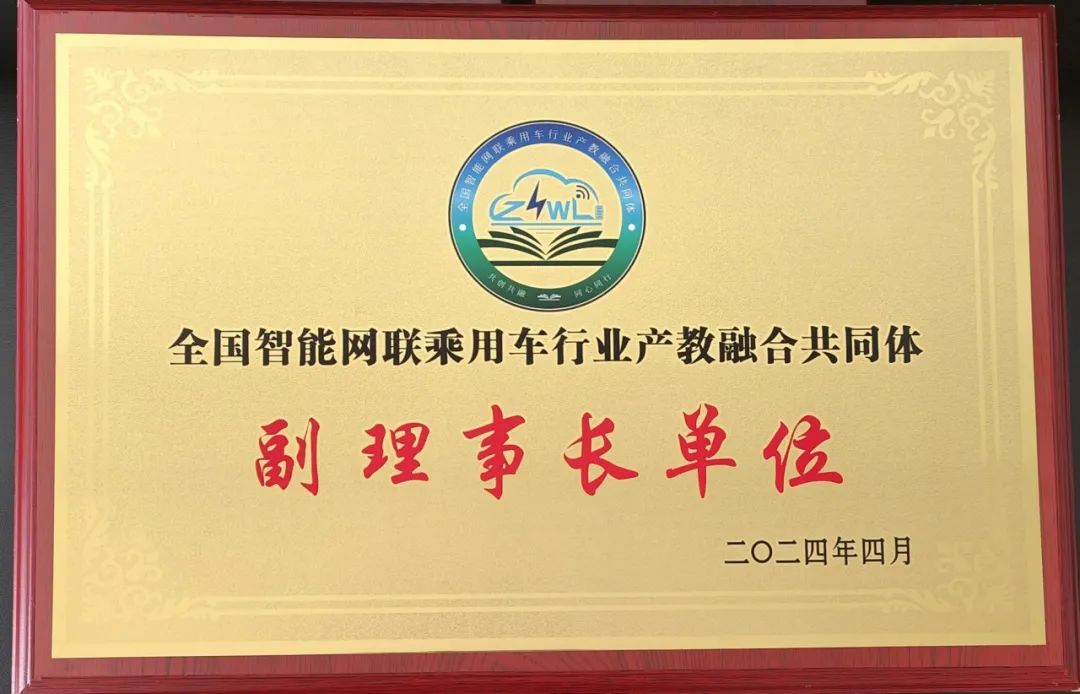 全国智能网联乘用车行业产教融合共同体
ZWL
共创共融 同心同行
全国智能网联乘用车行业产教融合共同体
副理事长单位
二〇二四年四月